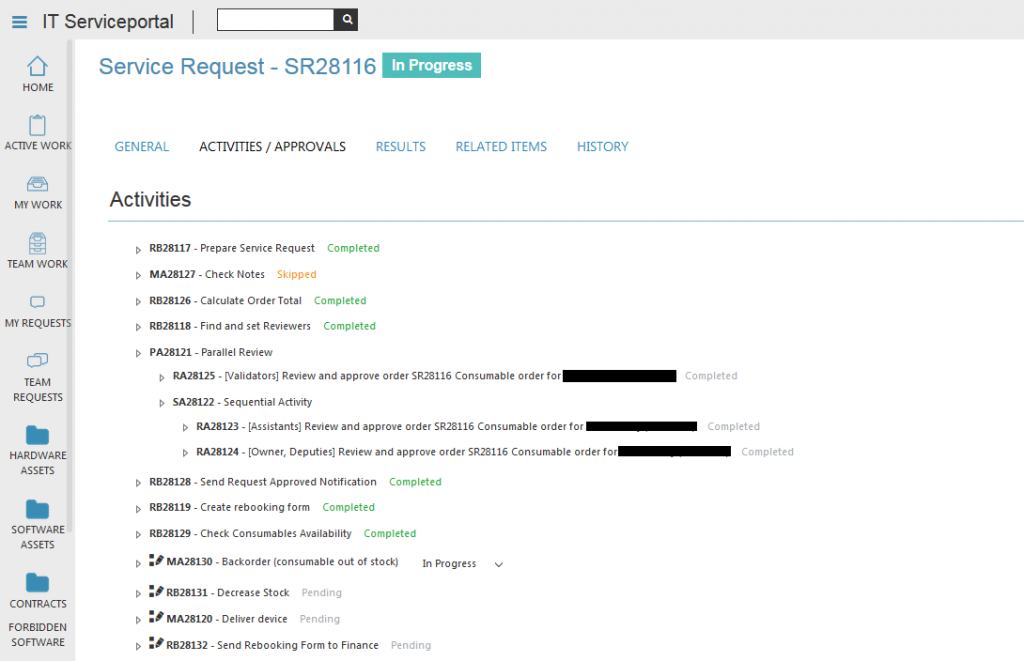 IT Serviceportal
HOME
ACTIVE WORK
MY WORK
TEAM WORK
MY REQUESTS
TEAM
REQUESTS
HARDWARE
ASSETS
SOFTWARE
ASSETS
CONTRACTS
FORBIDDEN
SOFTWARE
Service Request - SR28116 In Progress
GENERAL ACTIVITIES / APPROVALS RESULTS RELATED ITEMS HISTORY
Activities
RB28117 - Prepare Service Request Completed
MA28127 - Check Notes Skipped
RB28126 - Calculate Order Total Completed
RB28118 - Find and set Reviewers Completed
PA28121 - Parallel Review
RA28125 - [Validators] Review and approve order SR28116 Consumable order for Completed
SA28122 - Sequential Activity
RA28123 - [Assistants] Review and approve order SR28116 Consumable order for Completed
RA28124 - [Owner, Deputies] Review and approve order SR28116 Consumable order for Completed
RB28128 - Send Request Approved Notification Completed
RB28119 - Create rebooking form Completed
RB28129 - Check Consumables Availability Completed
MA28130 - Backorder (consumable out of stock) In Progress
RB28131 - Decrease Stock Pending
MA28120 - Deliver device Pending
RB28132 - Send Rebooking Form to Finance Pending